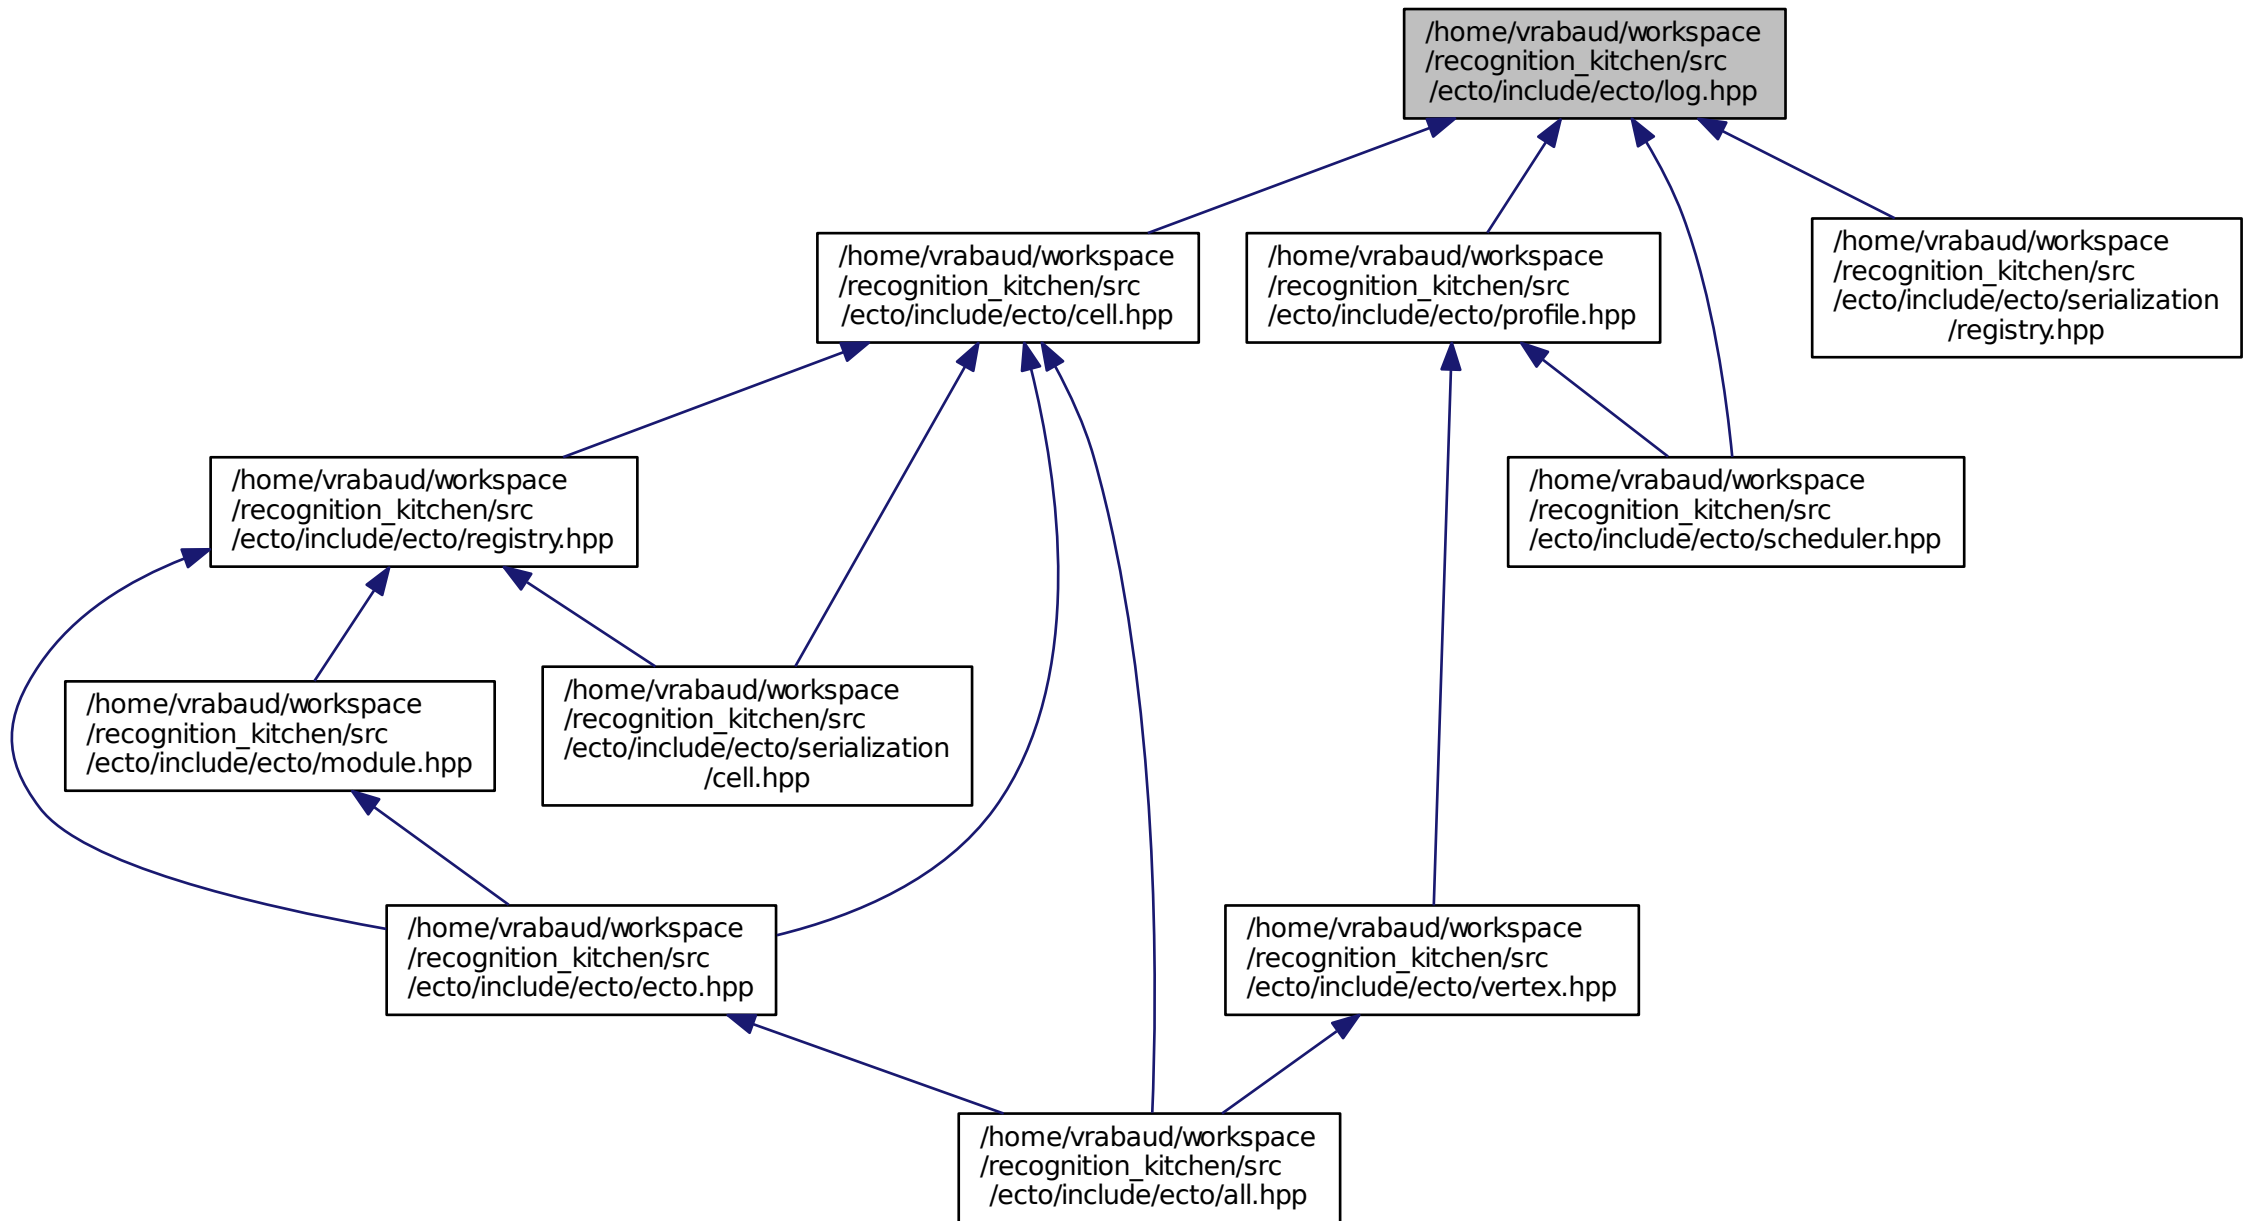 /home/vrabaud/workspace
/recognition_kitchen/src
/ecto/include/ecto/log.hpp
/home/vrabaud/workspace
/recognition_kitchen/src
/ecto/include/ecto/cell.hpp
/home/vrabaud/workspace
/recognition_kitchen/src
/ecto/include/ecto/profile.hpp
/home/vrabaud/workspace
/recognition_kitchen/src
/ecto/include/ecto/serialization
/registry.hpp
/home/vrabaud/workspace
/recognition_kitchen/src
/ecto/include/ecto/registry.hpp
/home/vrabaud/workspace
/recognition_kitchen/src
/ecto/include/ecto/scheduler.hpp
/home/vrabaud/workspace
/recognition_kitchen/src
/ecto/include/ecto/module.hpp
/home/vrabaud/workspace
/recognition_kitchen/src
/ecto/include/ecto/serialization
/cell.hpp
/home/vrabaud/workspace
/recognition_kitchen/src
/ecto/include/ecto/ecto.hpp
/home/vrabaud/workspace
/recognition_kitchen/src
/ecto/include/ecto/vertex.hpp
/home/vrabaud/workspace
/recognition_kitchen/src
/ecto/include/ecto/all.hpp